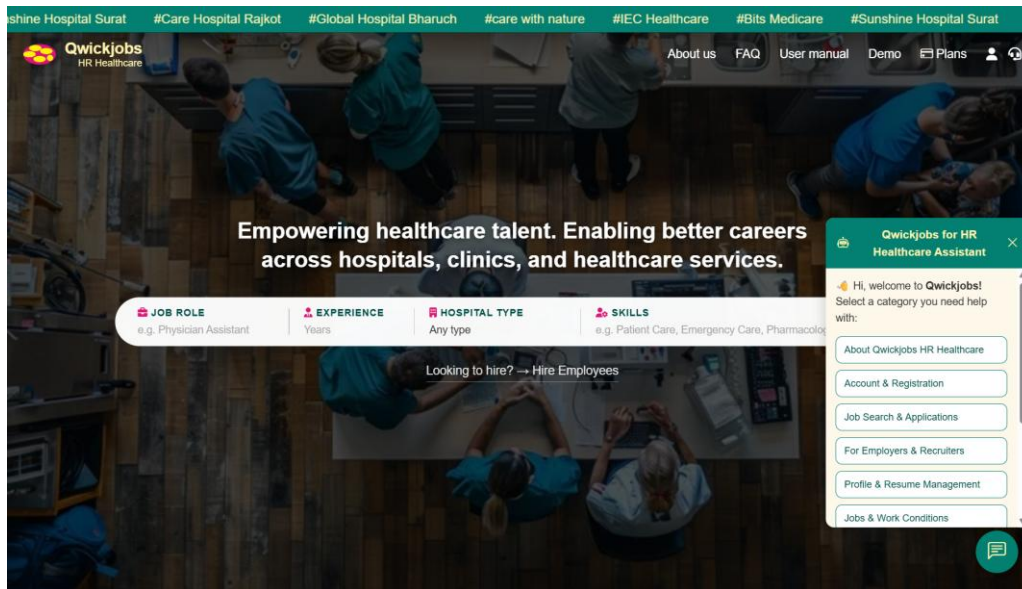 #Care Hospital Rajkot #Global Hospital Bharuch #care with nature #IEC Healthcare #Bits Medicare #Sunshine Hospital Surat
Qwickjobs
HR Healthcare
About us FAQ User manual Demo Plans
Empowering healthcare talent. Enabling better careers
across hospitals, clinics, and healthcare services.
JOB ROLE
e.g. Physician Assistant
EXPERIENCE
Years
HOSPITAL TYPE
Any type
SKILLS
e.g. Patient Care, Emergency Care,
Looking to hire? → Hire Employees
Qwickjobs for HR
Healthcare Assistant
Hi, welcome to Qwickjobs!
Select a category you need help
with:
About Qwickjobs HR Healthcare
Account & Registration
Job Search & Applications
For Employers & Recruiters
Profile & Resume Management
Jobs & Work Conditions